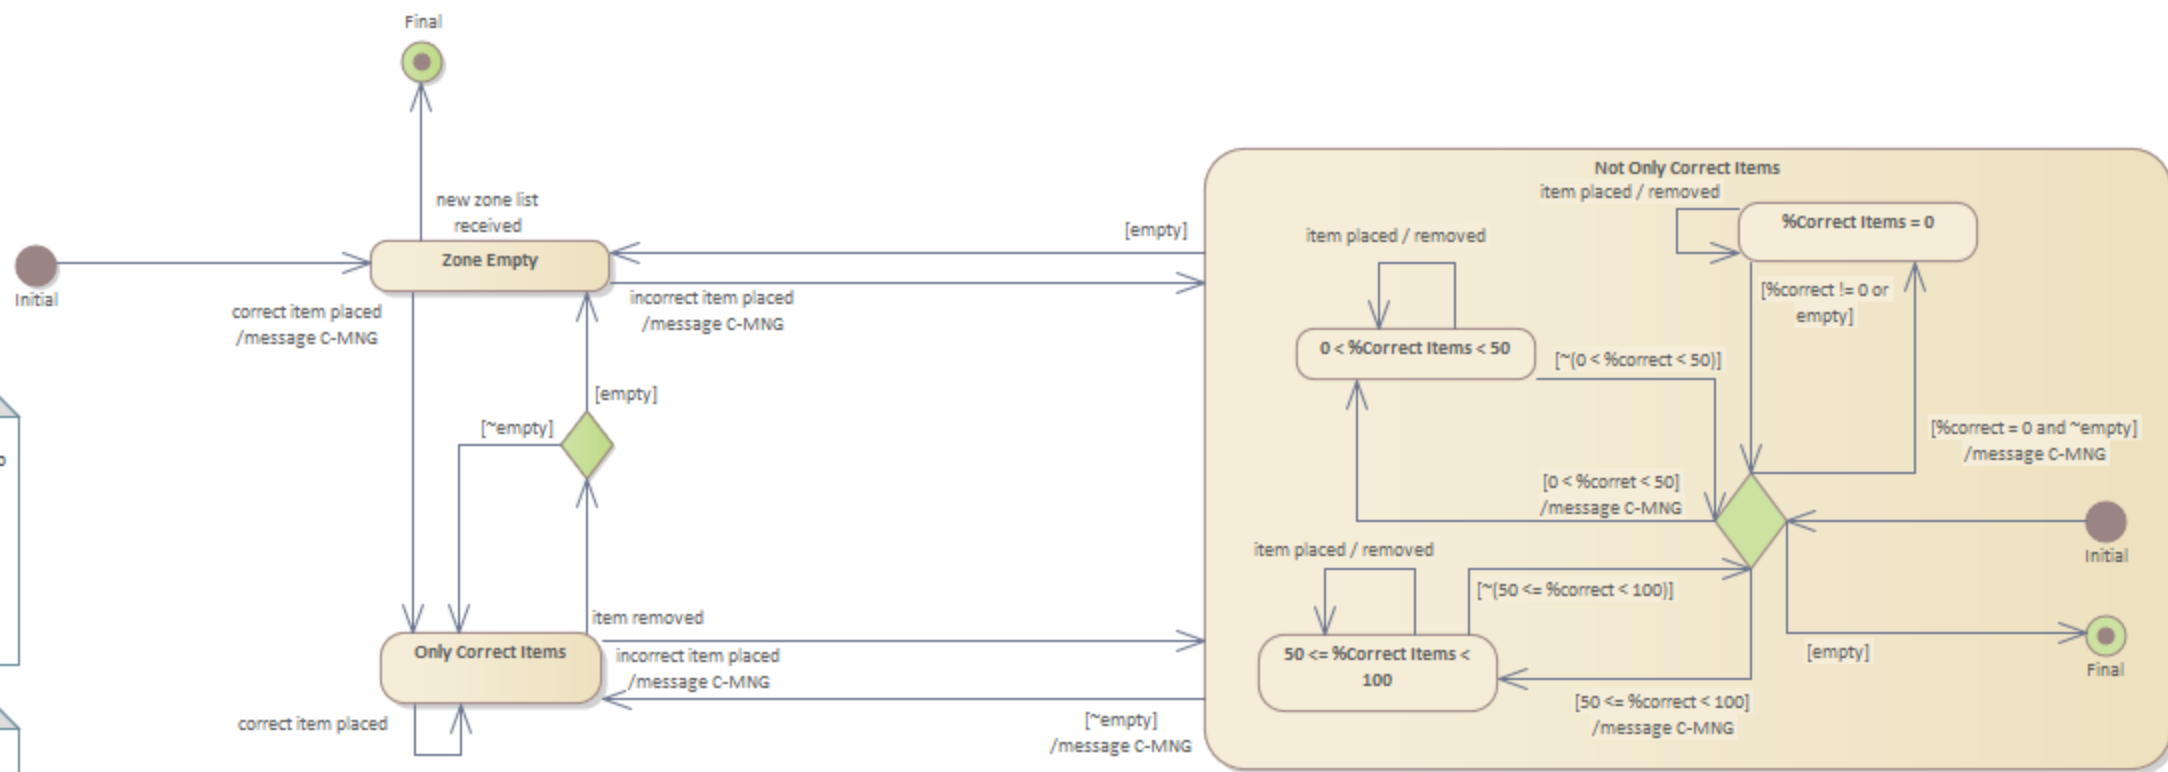 Final
new zone list
received
Zone Empty
Initial
correct item placed
/message C-MNG
incorrect item placed
/message C-MNG
[empty]
[empty]
[~empty]
item removed
Only Correct Items
incorrect item placed
/message C-MNG
correct item placed
[~empty]
/message C-MNG
Not Only Correct Items
item placed / removed
%Correct Items = 0
item placed / removed
[%correct != 0 or
empty]
0 < %Correct Items < 50
[~(0 < %correct < 50)]
[%correct = 0 and ~empty]
/message C-MNG
[0 < %corret < 50]
/message C-MNG
item placed / removed
Initial
[~(50 <= %correct < 100)]
50 <= %Correct Items <
100
[empty]
Final
[50 <= %correct < 100]
/message C-MNG